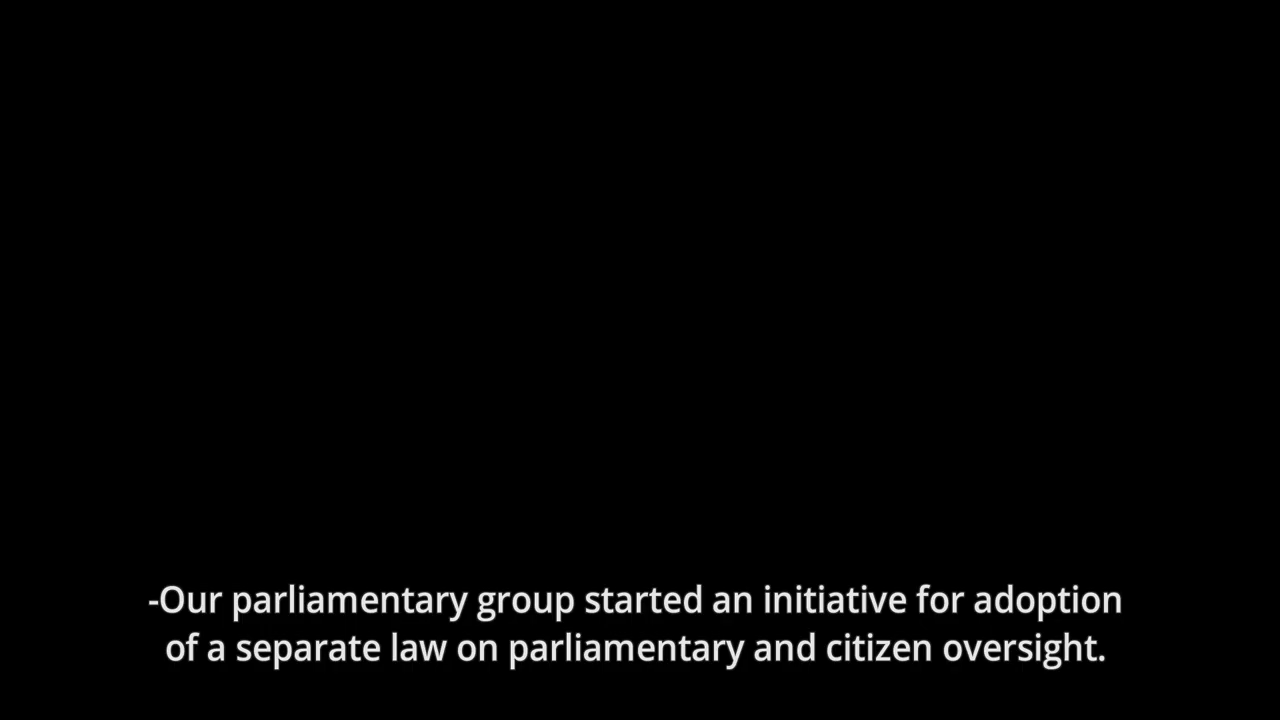 -Our parliamentary group started an initiative for adoption
of a separate law on parliamentary and citizen oversight.